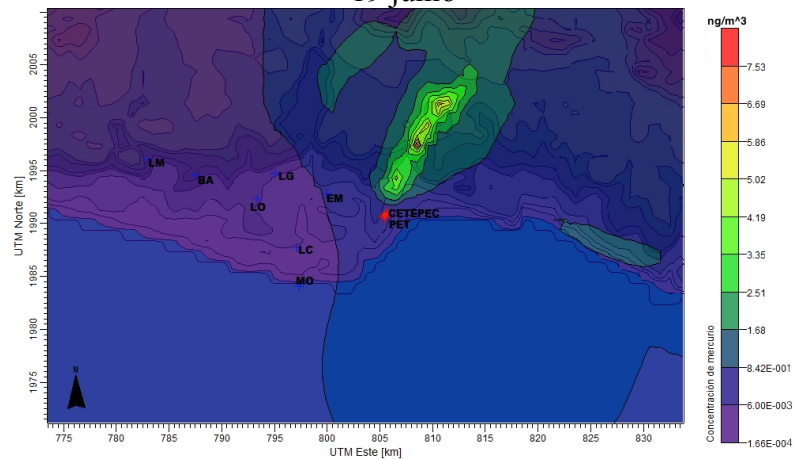 19 junio
ng/m^3
7.53
6.69
5.86
5.02
4.19
3.35
2.51
1.68
8.42E-001
6.00E-003
1.66E-004
Concentración de mercurio
UTM Norte [km]
2005
2000
1995
1990
1985
1980
1975
LM
BA
LG
LO
EM
CETEPEC
PET
LC
MO
N
775
780
785
790
795
800
805
810
815
820
825
830
UTM Este [km]